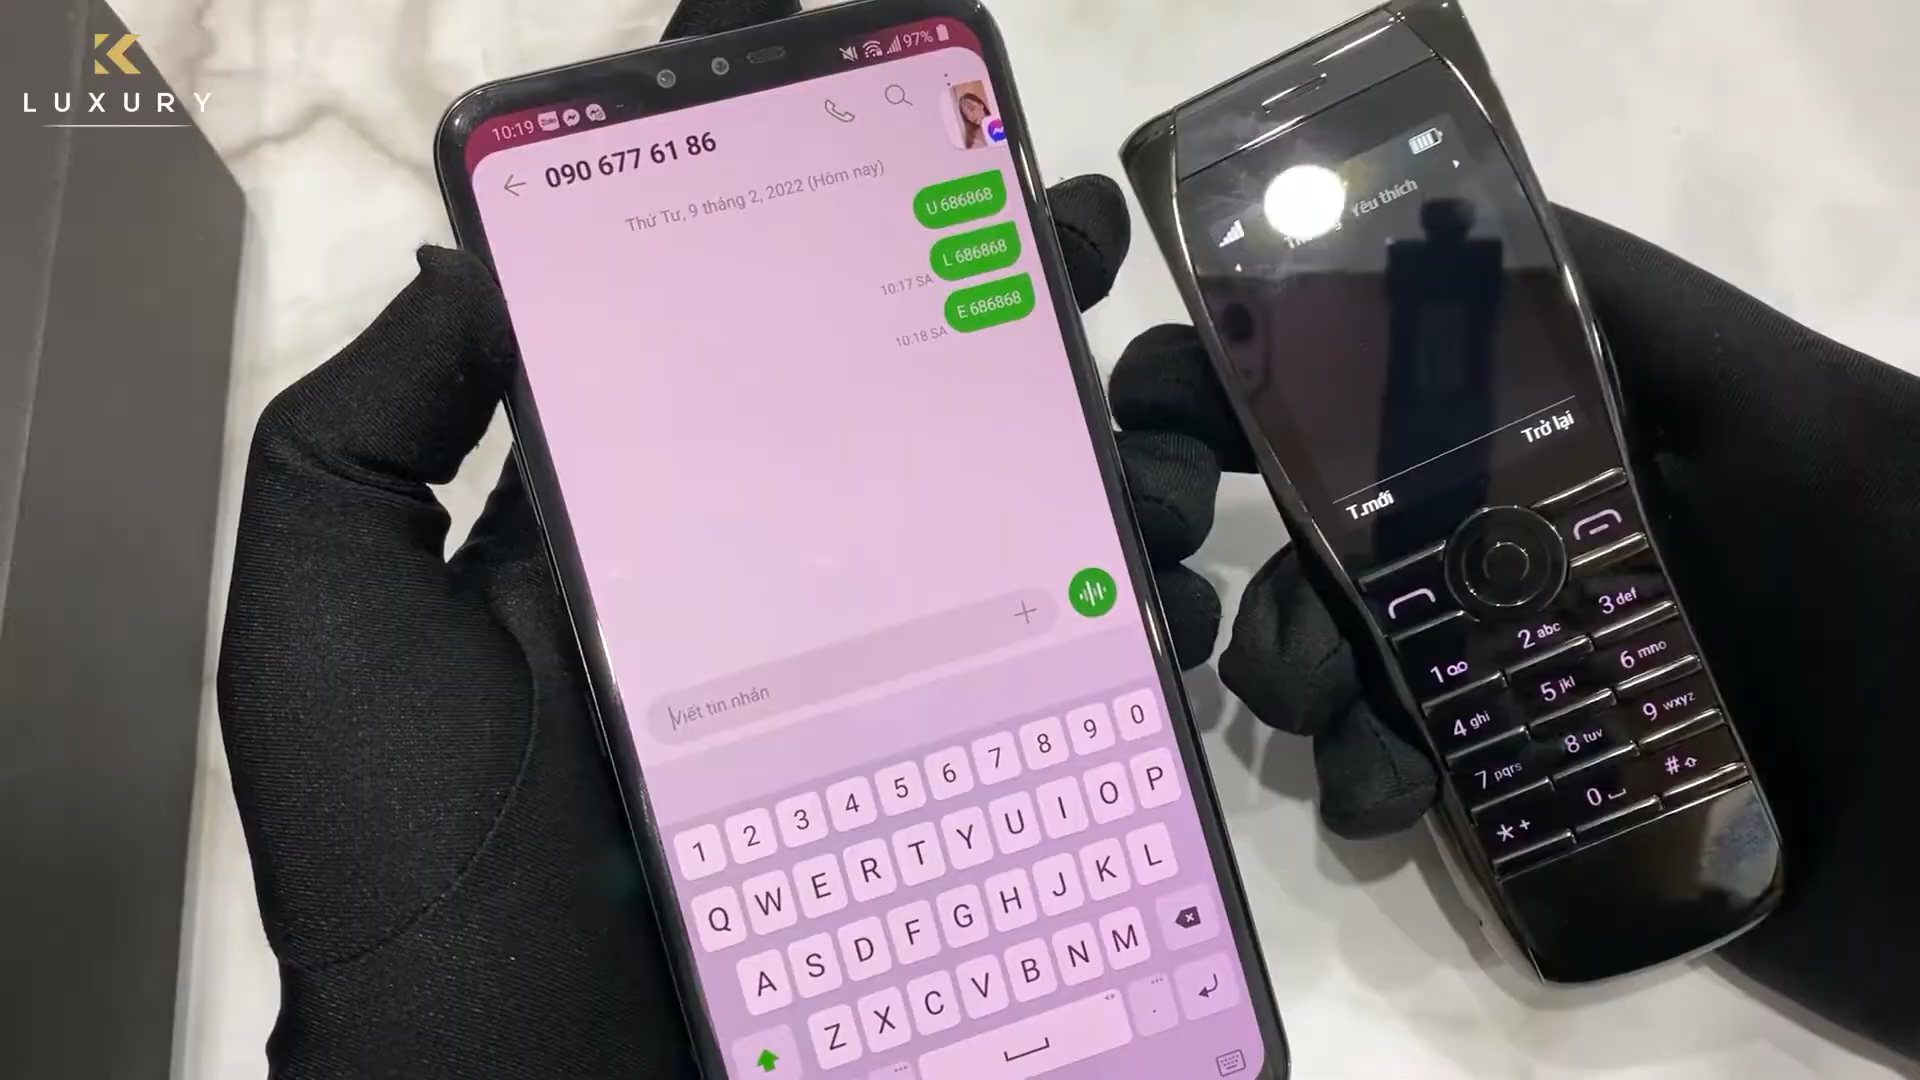 LUXURY
10:19
97%
090 677 61 86
Thứ Tư, 9 tháng 2, 2022 (Hôm nay)
U 686868
L 686868
10:17 SA
E 686868
10:18 SA
Viết tin nhắn
1 2 3 4 5 6 7 8 9 0
Q W E R T Y U I O P
A S D F G H J K L
Z X C V B N M
.
Yêu thích
Trở lại
T.mới
1 2 abc 3 def
4 ghi 5 jkl 6 mno
7 pqrs 8 tuv 9 wxyz
* + 0 #